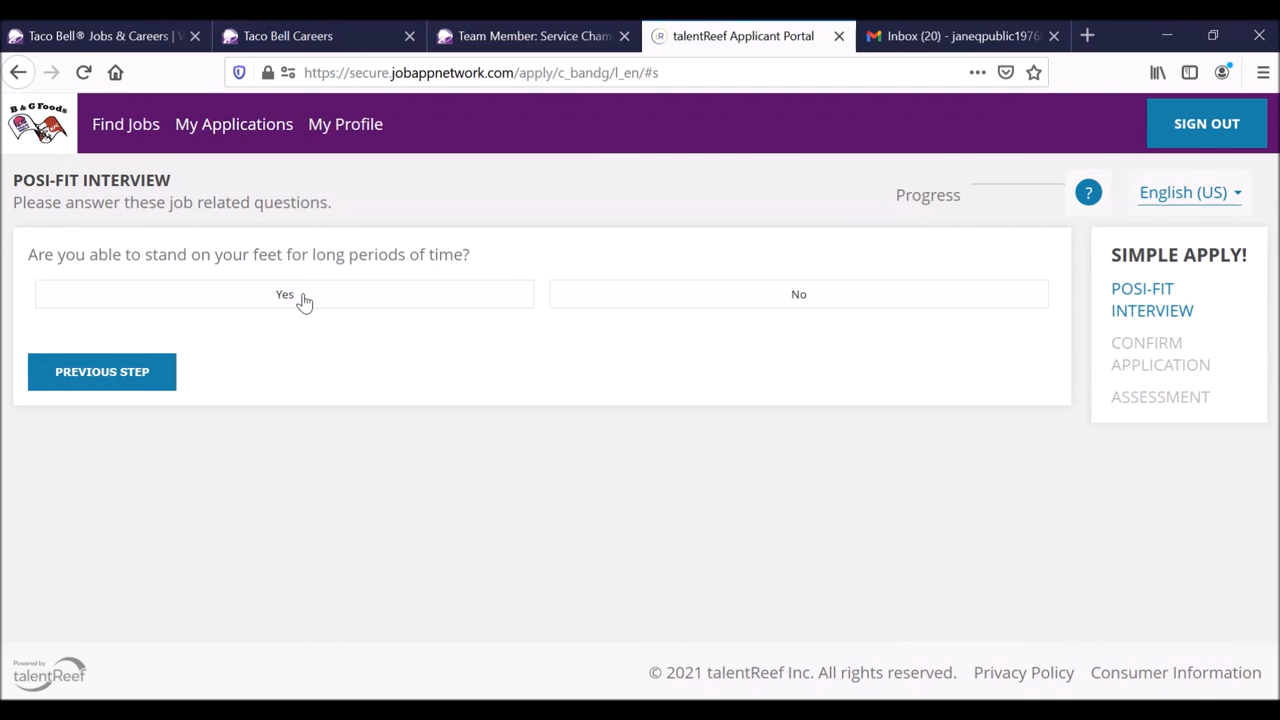 Taco Bell® Jobs & Careers | V
Taco Bell Careers
Team Member: Service Cham
talentReef Applicant Portal
Inbox (20) - janeqpublic1976
https://secure.jobappnetwork.com/apply/c_bandg/l_en/#s
B & G Foods
Find Jobs
My Applications
My Profile
SIGN OUT
POSI-FIT INTERVIEW
Please answer these job related questions.
Progress
?
English (US)
Are you able to stand on your feet for long periods of time?
Yes
No
PREVIOUS STEP
SIMPLE APPLY!
POSI-FIT
INTERVIEW
CONFIRM
APPLICATION
ASSESSMENT
Powered by
talentReef
© 2021 talentReef Inc. All rights reserved.
Privacy Policy
Consumer Information